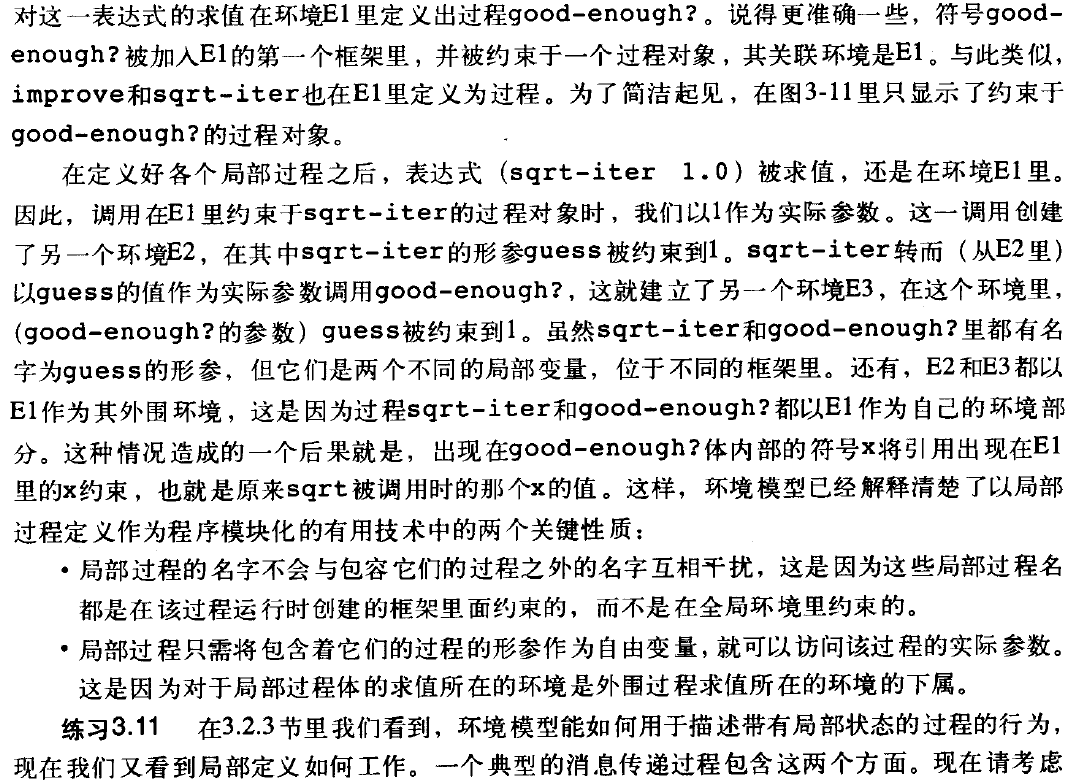 对这一表达式的求值在环境E1里定义出过程good-enough?。说得更准确一些，符号good-
enough?被加入E1的第一个框架里，并被约束于一个过程对象，其关联环境是E1。与此类似，
improve和sqrt-iter也在E1里定义为过程。为了简洁起见，在图3-11里只显示了约束于
good-enough?的过程对象。
在定义好各个局部过程之后，表达式（sqrt-iter 1.0）被求值，还是在环境E1里。
因此，调用在E1里约束于sqrt-iter的过程对象时，我们以1作为实际参数。这一调用创建
了另一个环境E2，在其中sqrt-iter的形参guess被约束到1。sqrt-iter转而（从E2里）
以guess的值作为实际参数调用good-enough?，这就建立了另一个环境E3，在这个环境里，
(good-enough?的参数）guess被约束到1。虽然sqrt-iter和good-enough?里都有名
字为guess的形参，但它们是两个不同的局部变量，位于不同的框架里。还有，E2和E3都以
E1作为其外围环境，这是因为过程sqrt-iter和good-enough?都以E1作为自己的环境部
分。这种情况造成的一个后果就是，出现在good-enough?体内部的符号x将引用出现在E1
里的x约束，也就是原来sqrt被调用时的那个x的值。这样，环境模型已经解释清楚了以局部
过程定义作为程序模块化的有用技术中的两个关键性质：
• 局部过程的名字不会与包容它们的过程之外的名字互相干扰，这是因为这些局部过程名
都是在该过程运行时创建的框架里面约束的，而不是在全局环境里约束的。
• 局部过程只需将包含着它们的过程的形参作为自由变量，就可以访问该过程的实际参数。
这是因为对于局部过程体的求值所在的环境是外围过程求值所在的环境的下属。
练习3.11 在3.2.3节里我们看到，环境模型能如何用于描述带有局部状态的过程的行为，
现在我们又看到局部定义如何工作。一个典型的消息传递过程包含这两个方面。现在请考虑